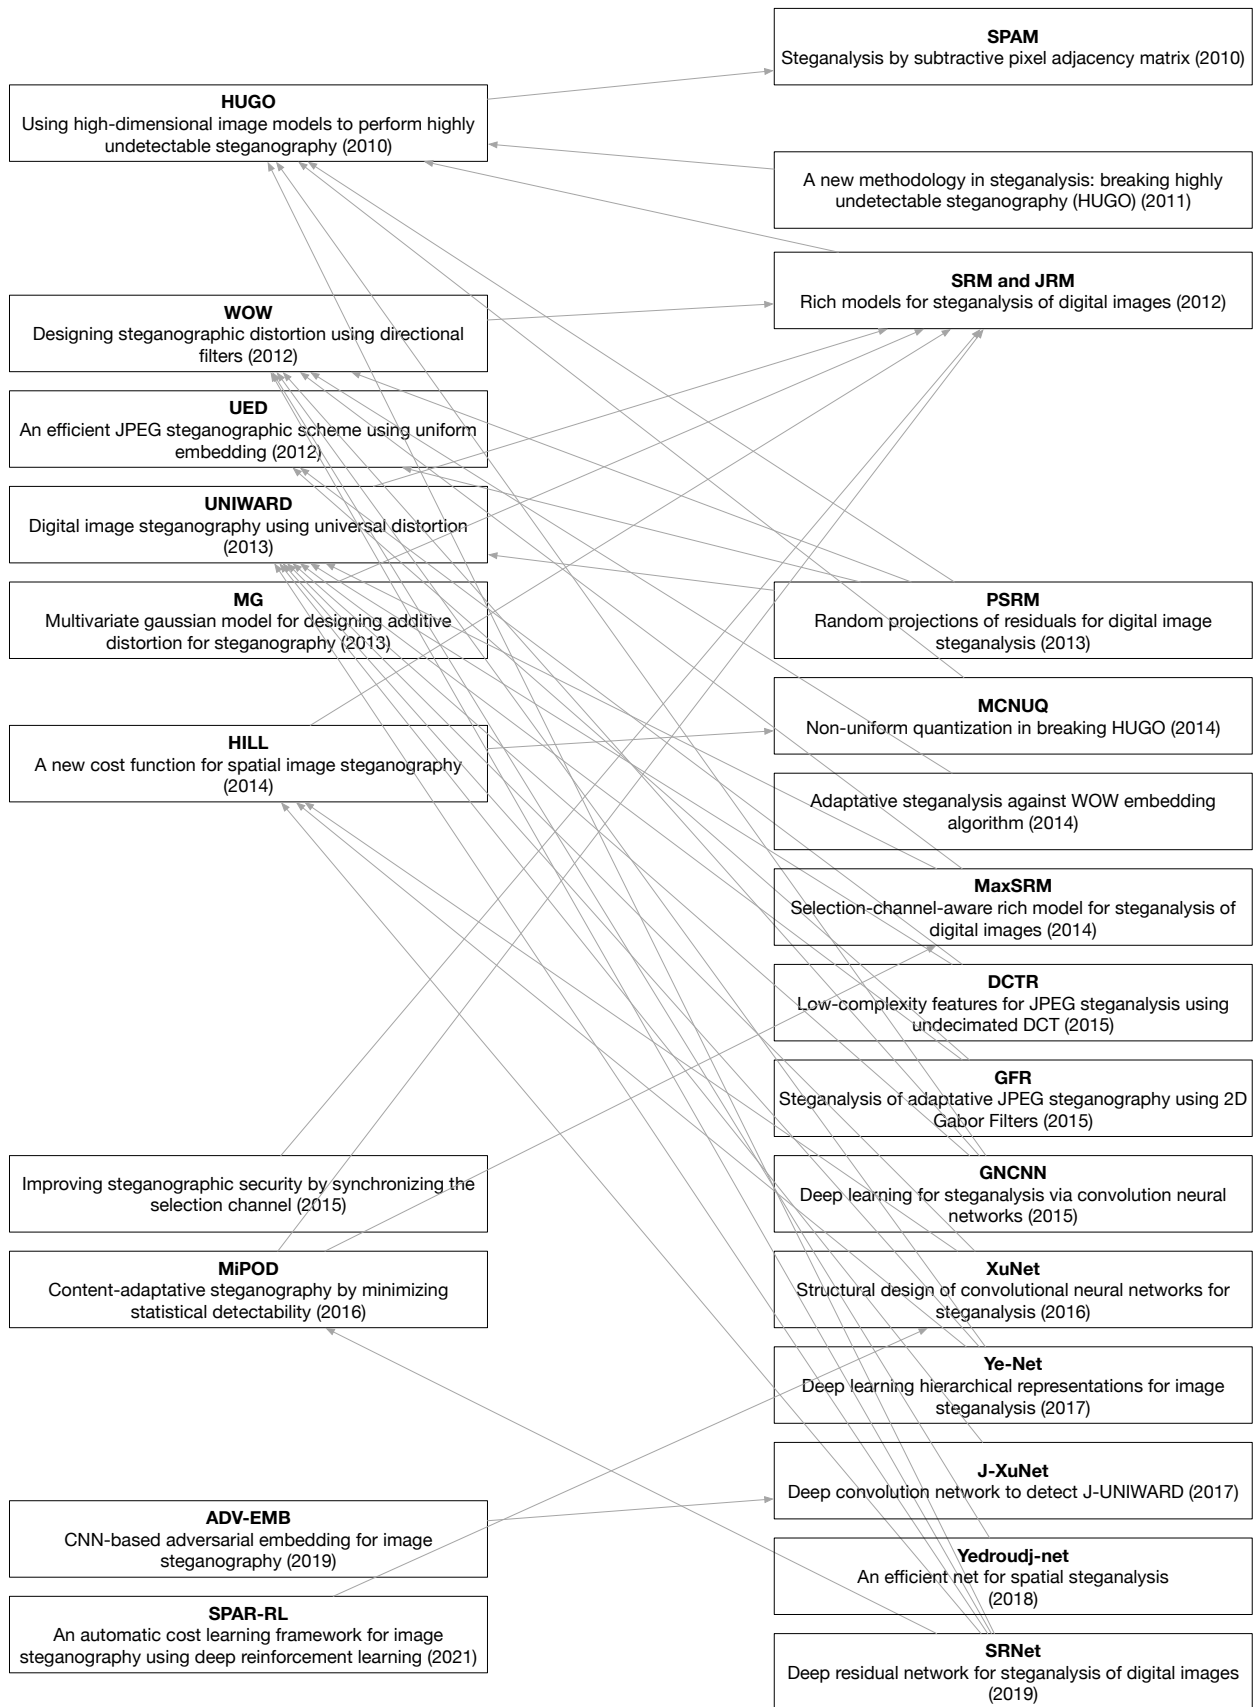 SPAM
Steganalysis by subtractive pixel adjacency matrix (2010)
HUGO
Using high-dimensional image models to perform highly
undetectable steganography (2010)
A new methodology in steganalysis: breaking highly
undetectable steganography (HUGO) (2011)
SRM and JRM
Rich models for steganalysis of digital images (2012)
WOW
Designing steganographic distortion using directional
filters (2012)
UED
An efficient JPEG steganographic scheme using uniform
embedding (2012)
UNIWARD
Digital image steganography using universal distortion
(2013)
MG
Multivariate gaussian model for designing additive
distortion for steganography (2013)
PSRM
Random projections of residuals for digital image
steganalysis (2013)
MCNUQ
Non-uniform quantization in breaking HUGO (2014)
HILL
A new cost function for spatial image steganography
(2014)
Adaptative steganalysis against WOW embedding
algorithm (2014)
MaxSRM
Selection-channel-aware rich model for steganalysis of
digital images (2014)
DCTR
Low-complexity features for JPEG steganalysis using
undecimated DCT (2015)
GFR
Steganalysis of adaptative JPEG steganography using 2D
Gabor Filters (2015)
GNCNN
Deep learning for steganalysis via convolution neural
networks (2015)
Improving steganographic security by synchronizing the
selection channel (2015)
MiPOD
Content-adaptative steganography by minimizing
statistical detectability (2016)
XuNet
Structural design of convolutional neural networks for
steganalysis (2016)
Ye-Net
Deep learning hierarchical representations for image
steganalysis (2017)
J-XuNet
Deep convolution network to detect J-UNIWARD (2017)
ADV-EMB
CNN-based adversarial embedding for image
steganography (2019)
Yedroudj-net
An efficient net for spatial steganalysis
(2018)
SPAR-RL
An automatic cost learning framework for image
steganography using deep reinforcement learning (2021)
SRNet
Deep residual network for steganalysis of digital images
(2019)